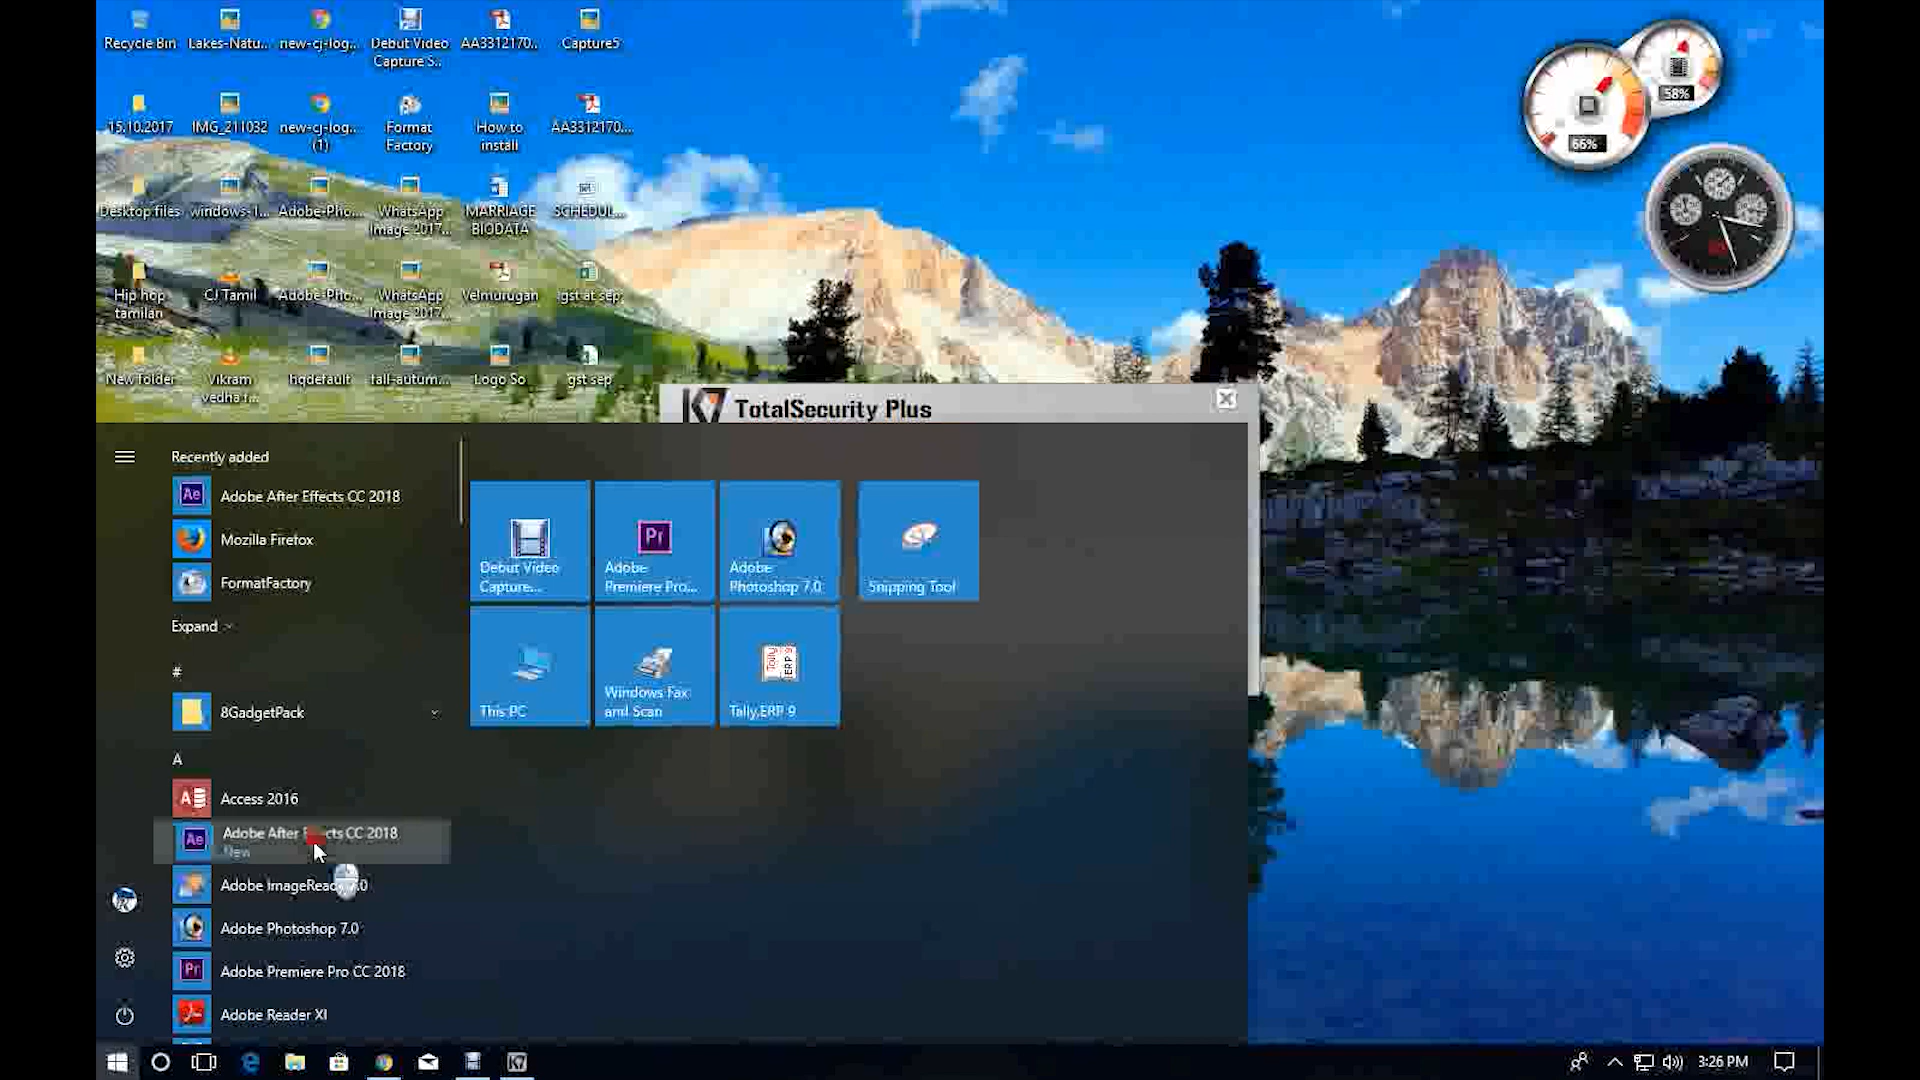 Recycle Bin
Lakes-Natu...
new-cj-log...
Debut Video
Capture S..
AA3312170..
Capture5
15.10.2017
IMG_211032
new-cj-log...
(1)
Format
Factory
How to
install
AA3312170....
Desktop files
windows-1...
Adobe-Pho...
WhatsApp
Image 2017...
MARRIAGE
BIODATA
SCHEDUL...
Hip hop
tamilan
CJ Tamil
Adobe-Pho...
WhatsApp
Image 2017...
Velmurugan
gst at sep
New folder
Vikram
vedha r...
hqdefault
fall-autum...
Logo So
gst sep
58%
66%
K7 TotalSecurity Plus
Recently added
Adobe After Effects CC 2018
Mozilla Firefox
FormatFactory
Expand
#
8GadgetPack
A
Access 2016
Adobe After cts CC 2018
New
Adobe ImageReady 7.0
Adobe Photoshop 7.0
Adobe Premiere Pro CC 2018
Adobe Reader XI
Debut Video
Capture...
Adobe
Premiere Pro...
Adobe
Photoshop 7.0
Snipping Tool
This PC
Windows Fax
and Scan
Tally.ERP 9
3:26 PM